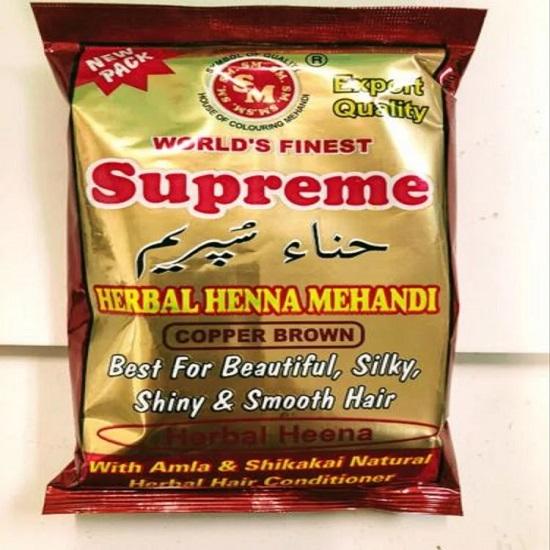 NEW
PACK
SYMBOL OF QUALITY
SM
HOUSE OF COLOURING MEHANDI
®
Export
Quality
WORLD'S FINEST
Supreme
حناء سُپریم
HERBAL HENNA MEHANDI
COPPER BROWN
Best For Beautiful, Silky,
Shiny & Smooth Hair
Herbal Heena
With Amla & Shikakai Natural
Herbal Hair Conditioner